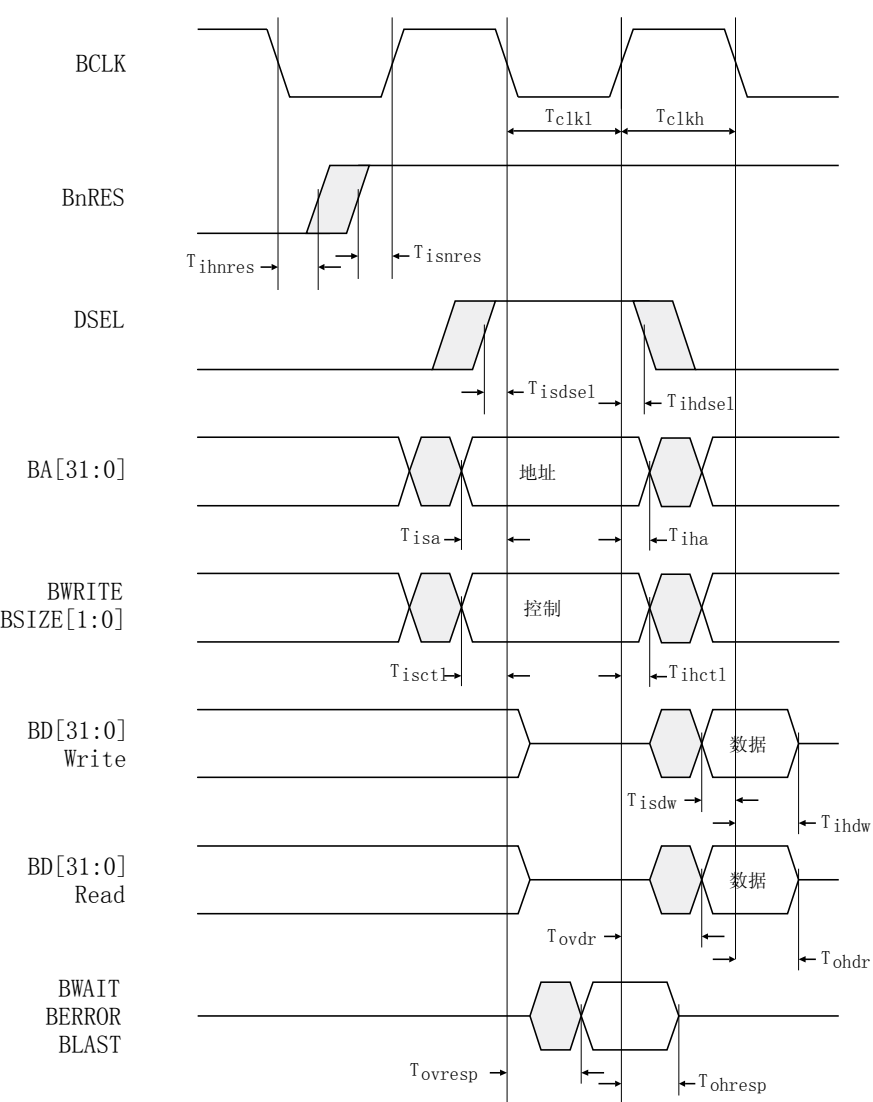 BCLK
Tclkl Tclkh
BnRES
Tihnres Tisnres
DSEL
Tisdsel Tihdsel
BA[31:0] 地址
Tisa Tiha
BWRITE
BSIZE[1:0] 控制
Tisctl Tihctl
BD[31:0]
Write 数据
Tisdw Tihdw
BD[31:0]
Read 数据
Tovdr Tohdr
BWAIT
BERROR
BLAST
Tovresp Tohresp